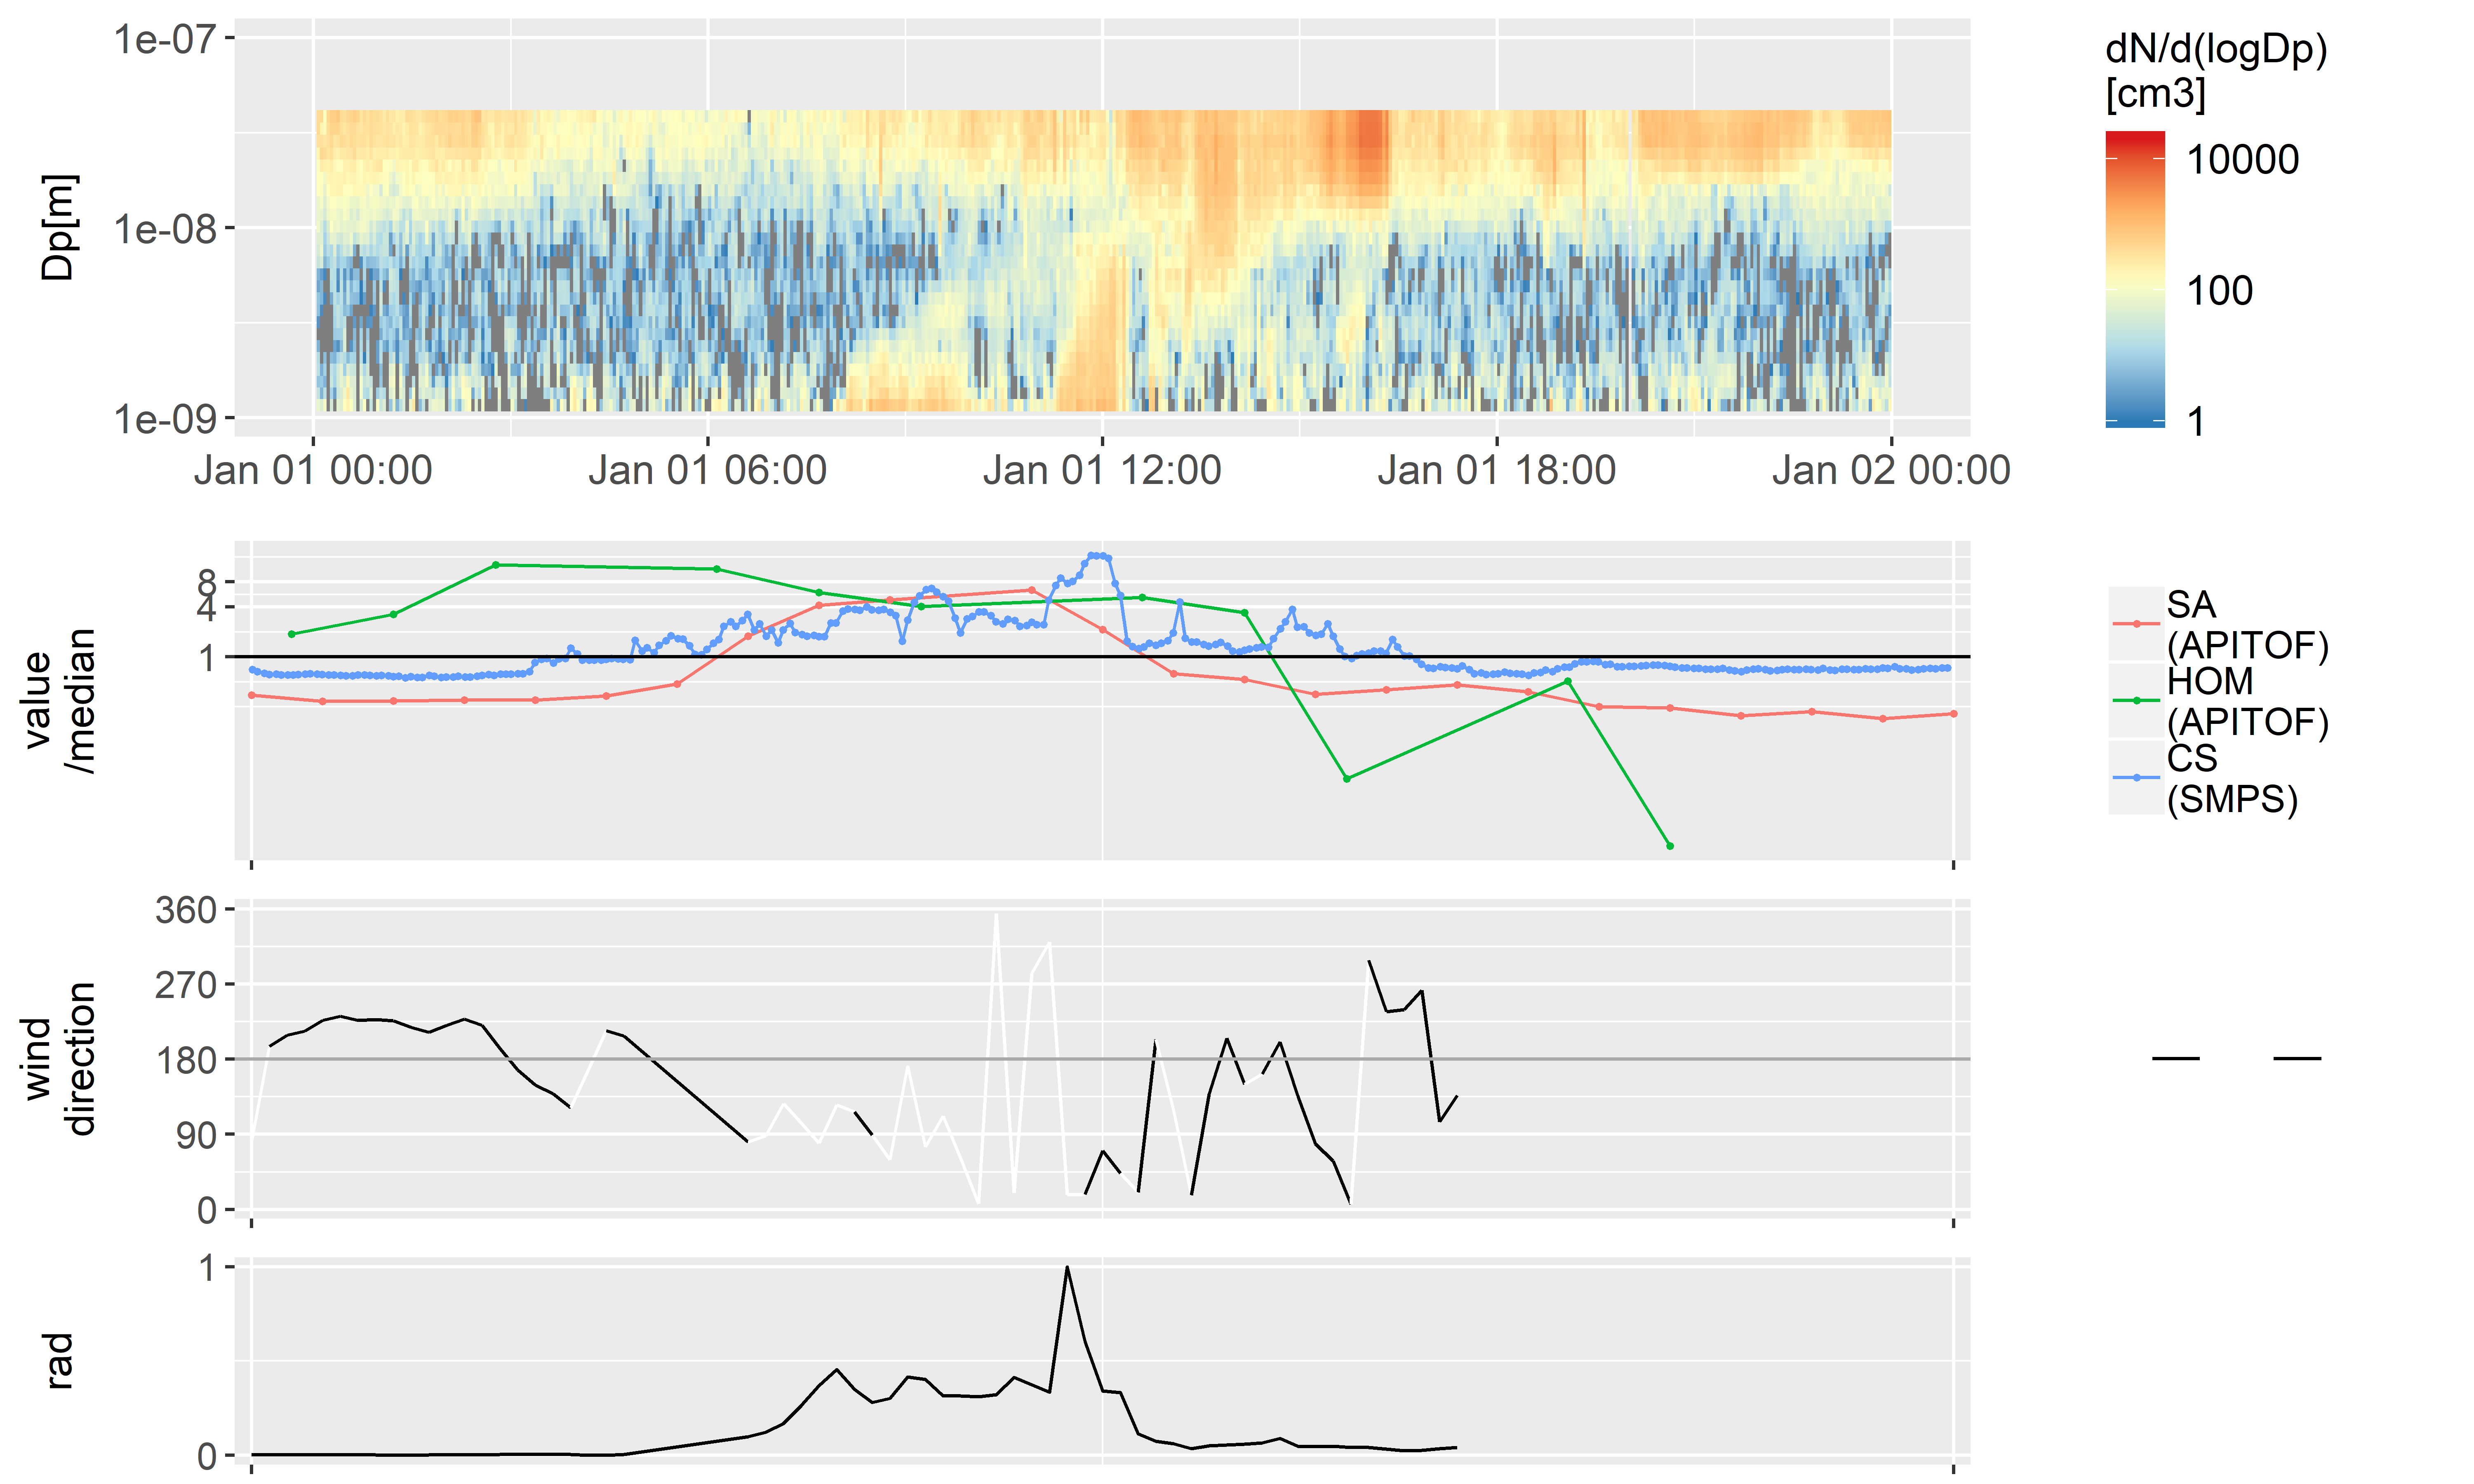 1e-07
1e-08
1e-09
Dp[m]
Jan 01 00:00
Jan 01 06:00
Jan 01 12:00
Jan 01 18:00
Jan 02 00:00
dN/d(logDp)
[cm3]
10000
100
1
8
4
1
value
/median
SA
(APITOF)
HOM
(APITOF)
CS
(SMPS)
360
270
180
90
0
wind
direction
1
0
rad